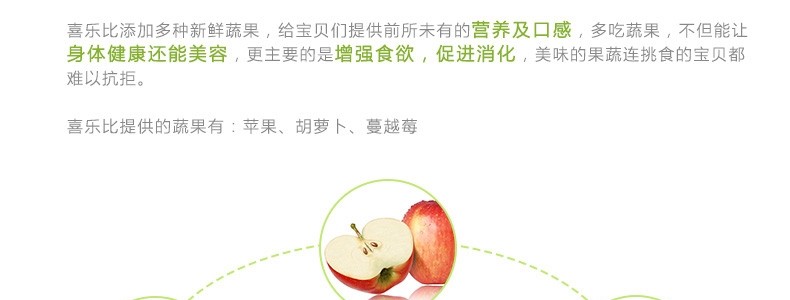 喜乐比添加多种新鲜蔬果，给宝贝们提供前所未有的营养及口感，多吃蔬果，不但能让
身体健康还能美容，更主要的是增强食欲，促进消化，美味的果蔬连挑食的宝贝都
难以抗拒。
喜乐比提供的蔬果有：苹果、胡萝卜、蔓越莓